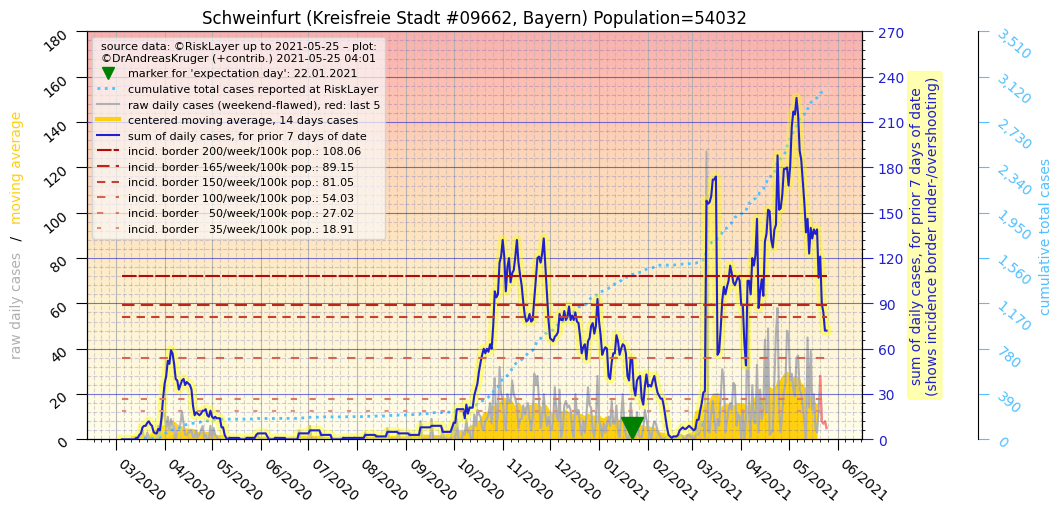 Schweinfurt (Kreisfreie Stadt #09662, Bayern) Population=54032
source data: ©RiskLayer up to 2021-05-25 – plot:
©DrAndreasKruger (+contrib.) 2021-05-25 04:01
marker for 'expectation day': 22.01.2021
cumulative total cases reported at RiskLayer
raw daily cases (weekend-flawed), red: last 5
centered moving average, 14 days cases
sum of daily cases, for prior 7 days of date
incid. border 200/week/100k pop.: 108.06
incid. border 165/week/100k pop.: 89.15
incid. border 150/week/100k pop.: 81.05
incid. border 100/week/100k pop.: 54.03
incid. border   50/week/100k pop.: 27.02
incid. border   35/week/100k pop.: 18.91
raw daily cases  /  moving average
180
160
140
120
100
80
60
40
20
0
270
240
210
180
150
120
90
60
30
0
sum of daily cases, for prior 7 days of date
(shows incidence border under-/overshooting)
3,510
3,120
2,730
2,340
1,950
1,560
1,170
780
390
0
cumulative total cases
03/2020
04/2020
05/2020
06/2020
07/2020
08/2020
09/2020
10/2020
11/2020
12/2020
01/2021
02/2021
03/2021
04/2021
05/2021
06/2021